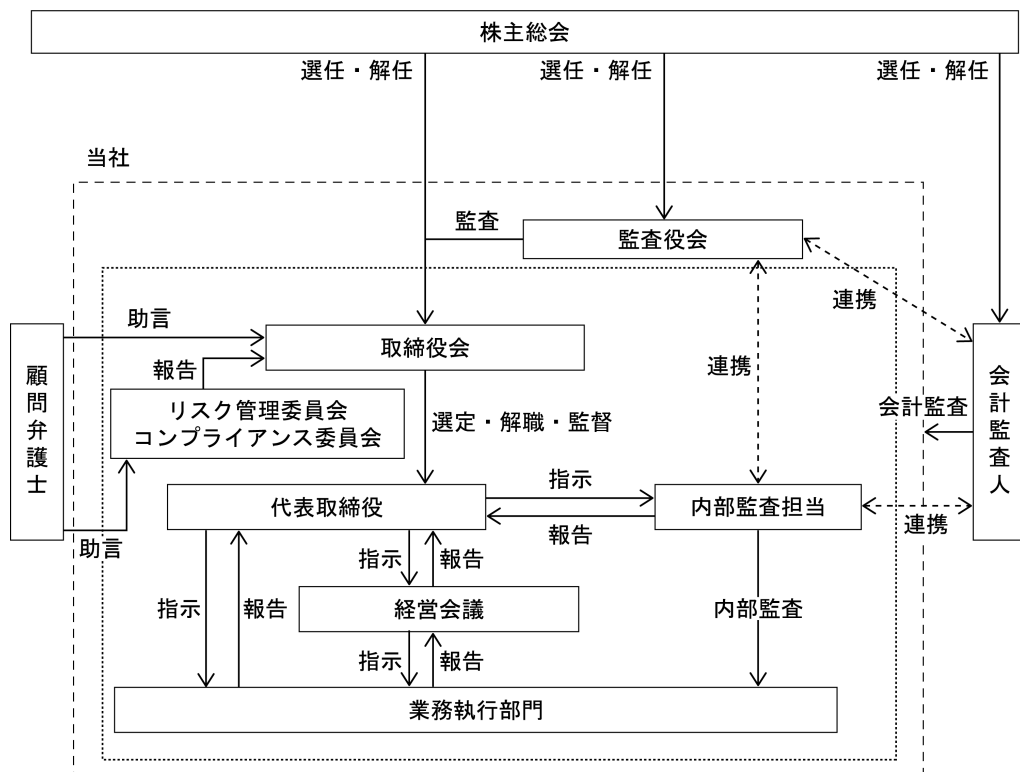 株主総会
選任・解任
選任・解任
選任・解任
当社
監査
監査役会
連携
助言
取締役会
報告
連携
顧問弁護士
会計監査人
リスク管理委員会
コンプライアンス委員会
選定・解職・監督
会計監査
代表取締役
指示
内部監査担当
報告
連携
助言
指示
報告
指示
報告
経営会議
内部監査
指示
報告
業務執行部門